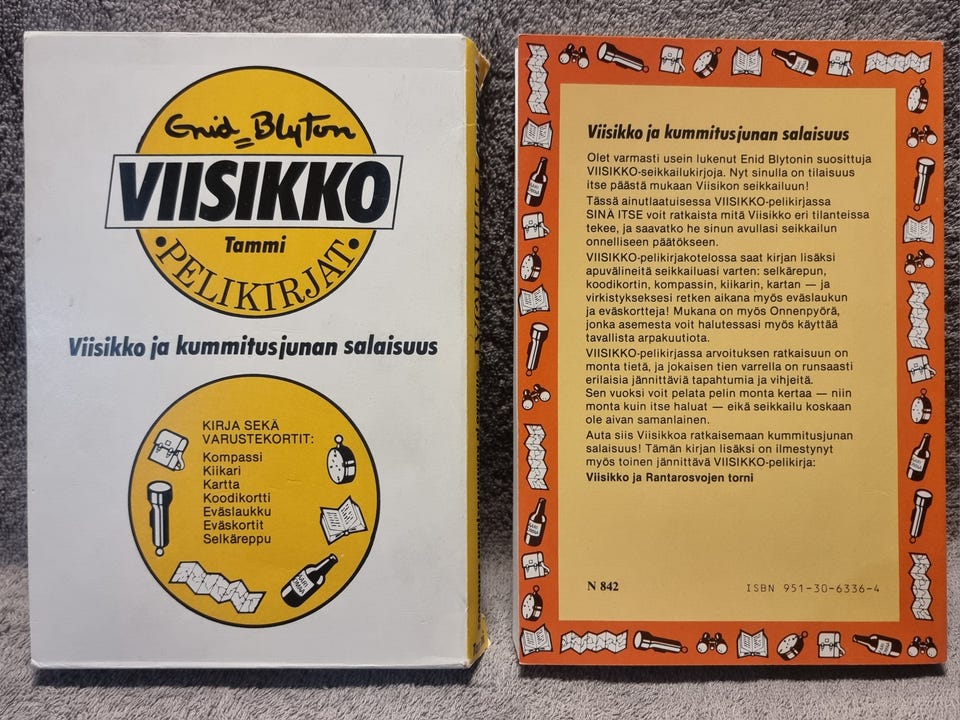 Enid Blyton
VIISIKKO
Tammi
•PELIKIRJAT•
Viisikko ja kummitusjunan salaisuus
KIRJA SEKÄ
VARUSTEKORTIT:
Kompassi
Kiikari
Kartta
Koodikortti
Eväslaukku
Eväskortit
Selkäreppu
Viisikko ja kummitusjunan salaisuus
Olet varmasti usein lukenut Enid Blytonin suosittuja
VIISIKKO-seikkailukirjoja. Nyt sinulla on tilaisuus
itse päästä mukaan Viisikon seikkailuun!
Tässä ainutlaatuisessa VIISIKKO-pelikirjassa
SINÄ ITSE voit ratkaista mitä Viisikko eri tilanteissa
tekee, ja saavatko he sinun avullasi seikkailun
onnelliseen päätökseen.
VIISIKKO-pelikirjakotelossa saat kirjan lisäksi
apuvälineitä seikkailuasi varten: selkärepun,
koodikortin, kompassin, kiikarin, kartan — ja
virkistykseksesi retken aikana myös eväslaukun
ja eväskortteja! Mukana on myös Onnenpyörä,
jonka asemesta voit halutessasi myös käyttää
tavallista arpakuutiota.
VIISIKKO-pelikirjassa arvoituksen ratkaisuun on
monta tietä, ja jokaisen tien varrella on runsaasti
erilaisia jännittäviä tapahtumia ja vihjeitä.
Sen vuoksi voit pelata pelin monta kertaa — niin
monta kuin itse haluat — eikä seikkailu koskaan
ole aivan samanlainen.
Auta siis Viisikkoa ratkaisemaan kummitusjunan
salaisuus! Tämän kirjan lisäksi on ilmestynyt
myös toinen jännittävä VIISIKKO-pelikirja:
Viisikko ja Rantarosvojen torni
N 842
ISBN 951-30-6336-4